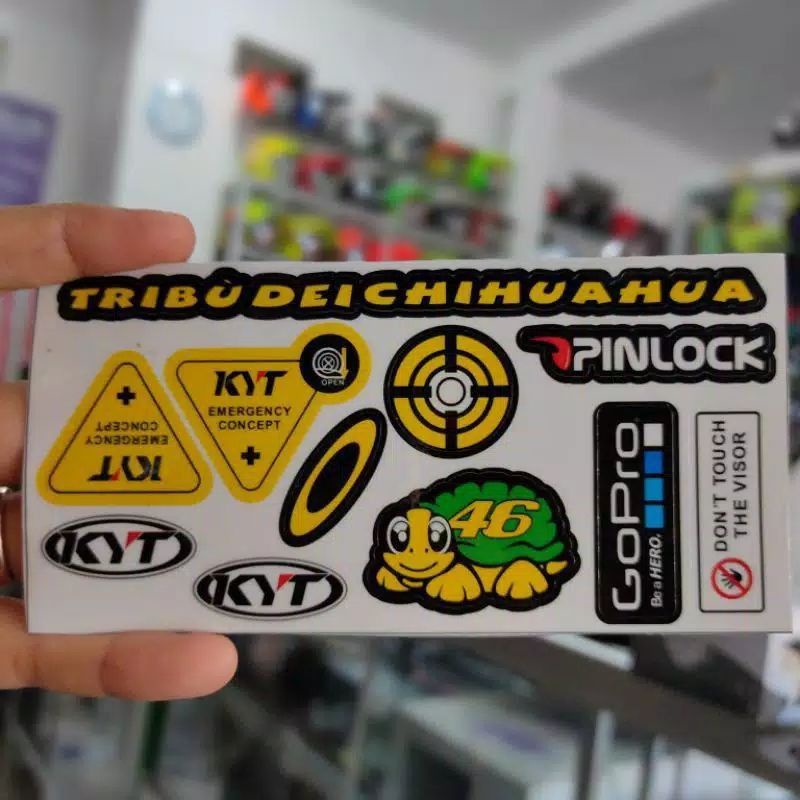 TRIBÙ DEI CHIHUAHUA
PINLOCK
OPEN
KYT
EMERGENCY
CONCEPT
KYT
EMERGENCY
CONCEPT
46
GoPro
Be a HERO.
DON'T TOUCH
THE VISOR
KYT
KYT